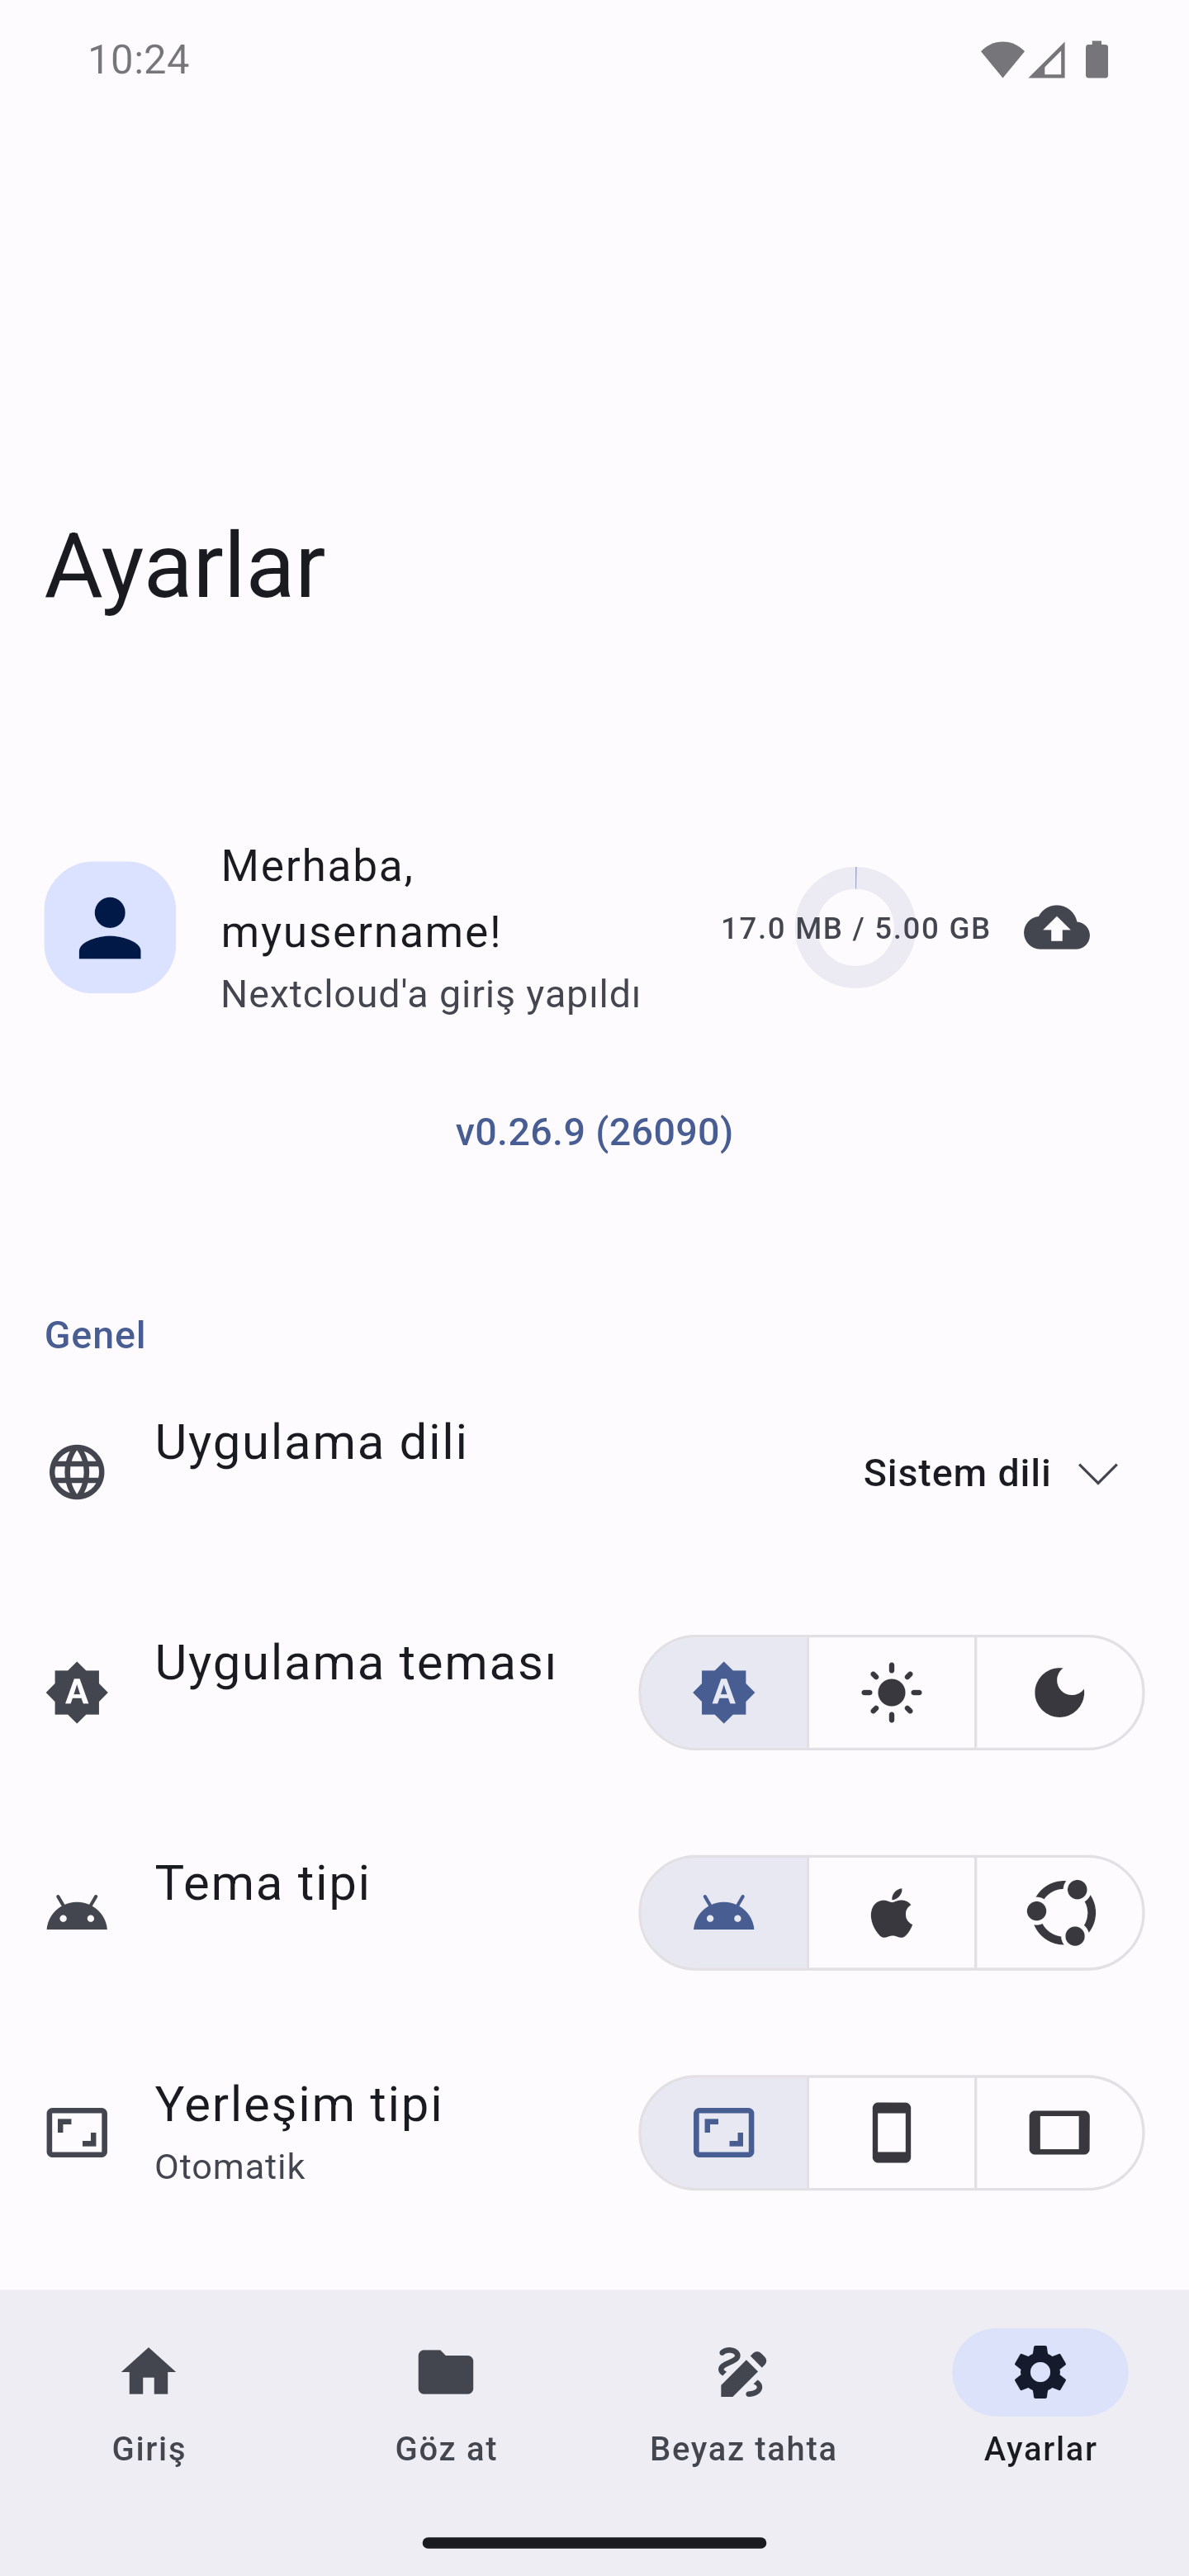 10:24
Ayarlar
Merhaba,
myusername!
Nextcloud'a giriş yapıldı
17.0 MB / 5.00 GB
v0.26.9 (26090)
Genel
Uygulama dili
Sistem dili
Uygulama teması
A
A
Tema tipi
Yerleşim tipi
Otomatik
Giriş
Göz at
Beyaz tahta
Ayarlar